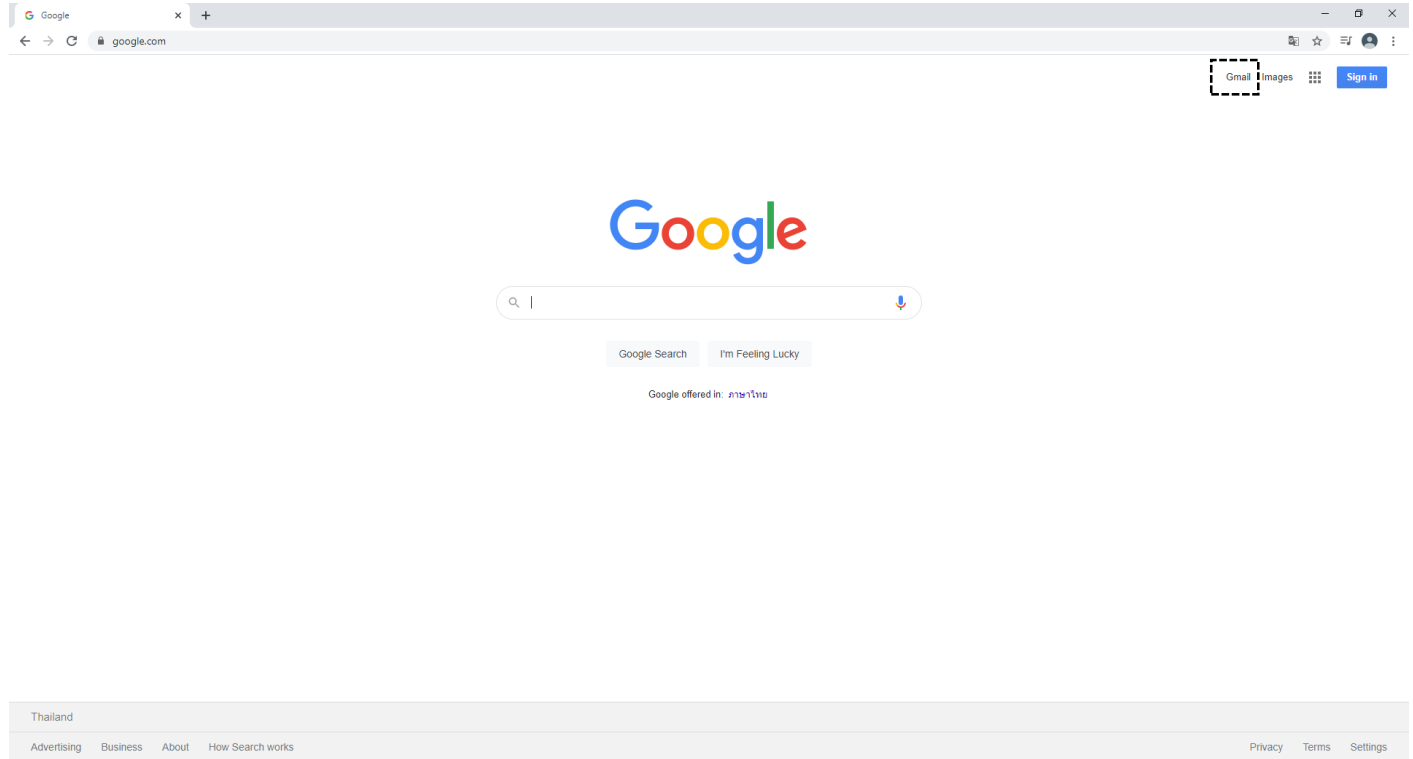 Google
google.com
Gmail Images Sign in
Google
Google Search I'm Feeling Lucky
Google offered in: ภาษาไทย
Thailand
Advertising Business About How Search works Privacy Terms Settings